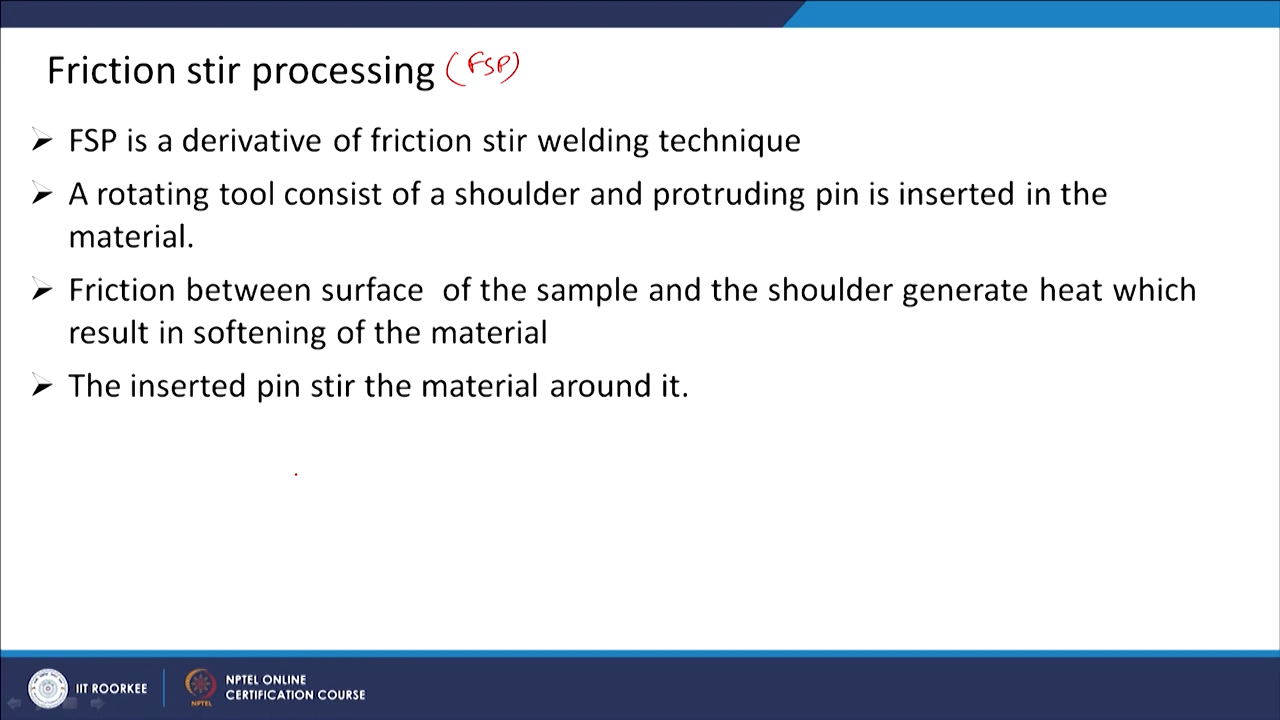 Friction stir processing (FSP)
➢ FSP is a derivative of friction stir welding technique
➢ A rotating tool consist of a shoulder and protruding pin is inserted in the
material.
➢ Friction between surface of the sample and the shoulder generate heat which
result in softening of the material
➢ The inserted pin stir the material around it.
IIT ROORKEE
NPTEL
NPTEL ONLINE
CERTIFICATION COURSE